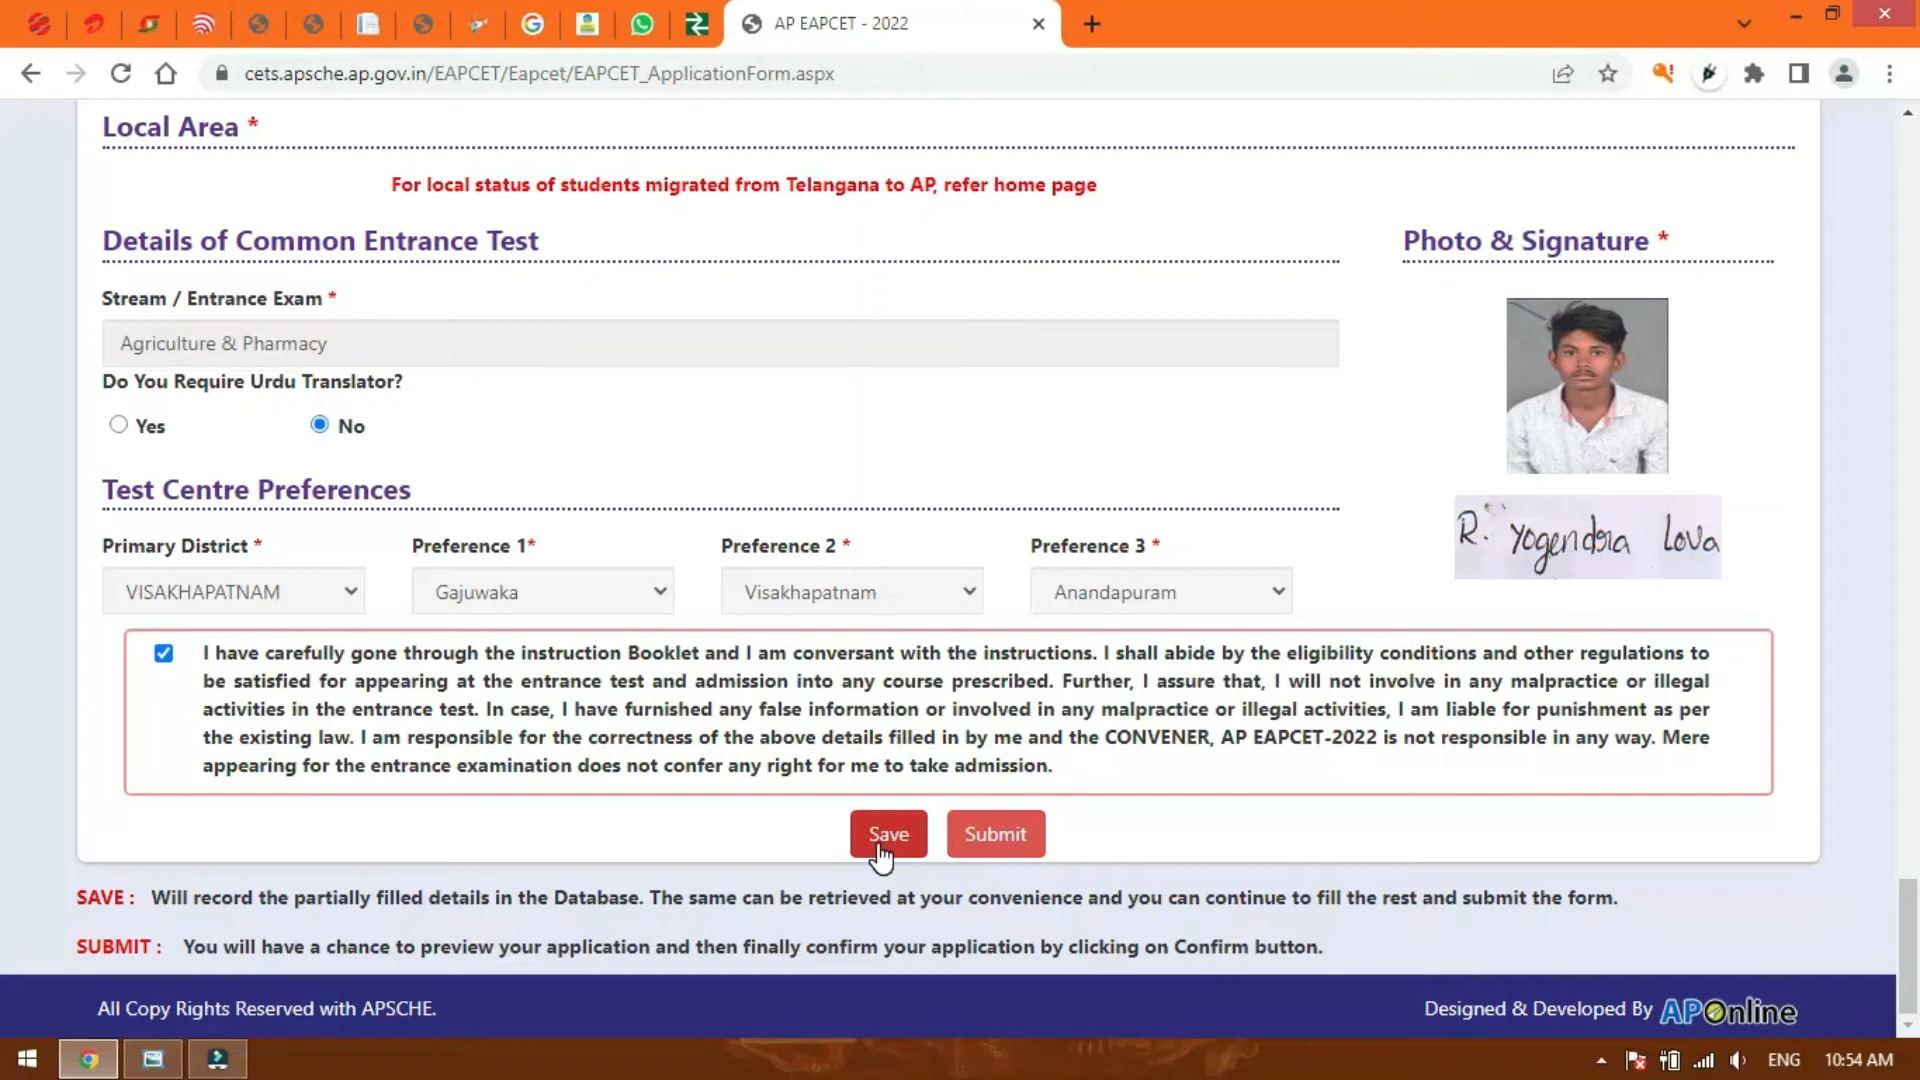 AP EAPCET - 2022
cets.apsche.ap.gov.in/EAPCET/Eapcet/EAPCET_ApplicationForm.aspx
Local Area *
For local status of students migrated from Telangana to AP, refer home page
Details of Common Entrance Test
Photo & Signature *
Stream / Entrance Exam *
Agriculture & Pharmacy
Do You Require Urdu Translator?
Yes No
Test Centre Preferences
R. Yogendra Lova
Primary District * Preference 1* Preference 2 * Preference 3 *
VISAKHAPATNAM Gajuwaka Visakhapatnam Anandapuram
I have carefully gone through the instruction Booklet and I am conversant with the instructions. I shall abide by the eligibility conditions and other regulations to
be satisfied for appearing at the entrance test and admission into any course prescribed. Further, I assure that, I will not involve in any malpractice or illegal
activities in the entrance test. In case, I have furnished any false information or involved in any malpractice or illegal activities, I am liable for punishment as per
the existing law. I am responsible for the correctness of the above details filled in by me and the CONVENER, AP EAPCET-2022 is not responsible in any way. Mere
appearing for the entrance examination does not confer any right for me to take admission.
Save Submit
SAVE : Will record the partially filled details in the Database. The same can be retrieved at your convenience and you can continue to fill the rest and submit the form.
SUBMIT : You will have a chance to preview your application and then finally confirm your application by clicking on Confirm button.
All Copy Rights Reserved with APSCHE.
Designed & Developed By APOnline
ENG 10:54 AM